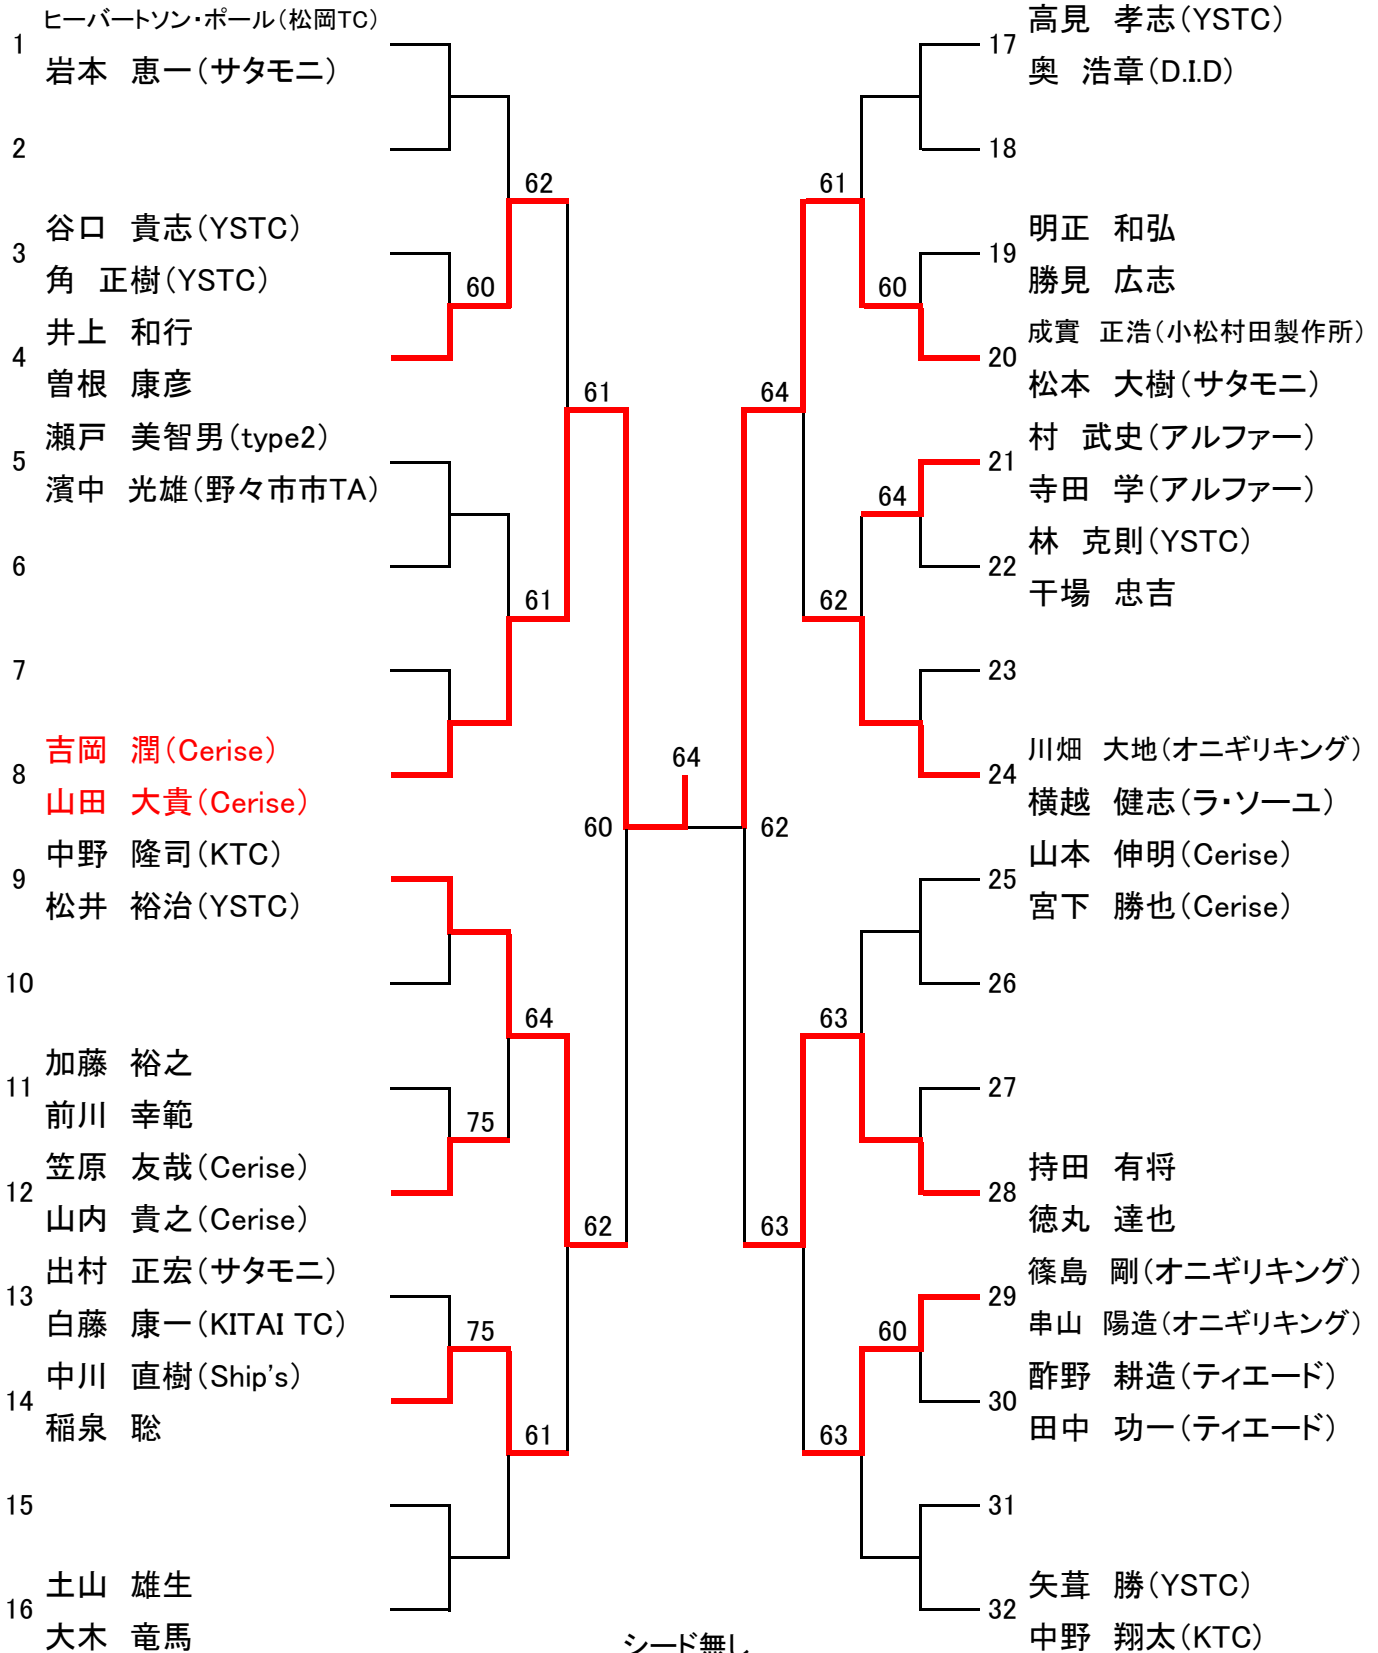 ヒーバートソン・ポール(松岡TC)
1
岩本 恵一(サタモニ)
2
62
谷口 貴志(YSTC)
3
角 正樹(YSTC)
60
井上 和行
4
曽根 康彦
61
瀬戸 美智男(type2)
5
濱中 光雄(野々市市TA)
6
61
7
吉岡 潤(Cerise)
8
山田 大貴(Cerise)
64
60
中野 隆司(KTC)
9
松井 裕治(YSTC)
10
64
加藤 裕之
11
前川 幸範
75
笠原 友哉(Cerise)
12
山内 貴之(Cerise)
62
出村 正宏(サタモニ)
13
白藤 康一(KITAI TC)
75
中川 直樹(Ship's)
14
稲泉 聡
61
15
土山 雄生
16
大木 竜馬
高見 孝志(YSTC)
17
奥 浩章(D.I.D)
18
61
明正 和弘
19
勝見 広志
60
成實 正浩(小松村田製作所)
20
松本 大樹(サタモニ)
64
村 武史(アルファー)
21
寺田 学(アルファー)
64
林 克則(YSTC)
22
干場 忠吉
62
23
川畑 大地(オニギリキング)
24
横越 健志(ラ・ソーユ)
62
山本 伸明(Cerise)
25
宮下 勝也(Cerise)
26
63
27
持田 有将
28
徳丸 達也
63
篠島 剛(オニギリキング)
29
串山 陽造(オニギリキング)
60
酢野 耕造(ティエード)
30
田中 功一(ティエード)
63
31
矢葺 勝(YSTC)
32
中野 翔太(KTC)
シード無し